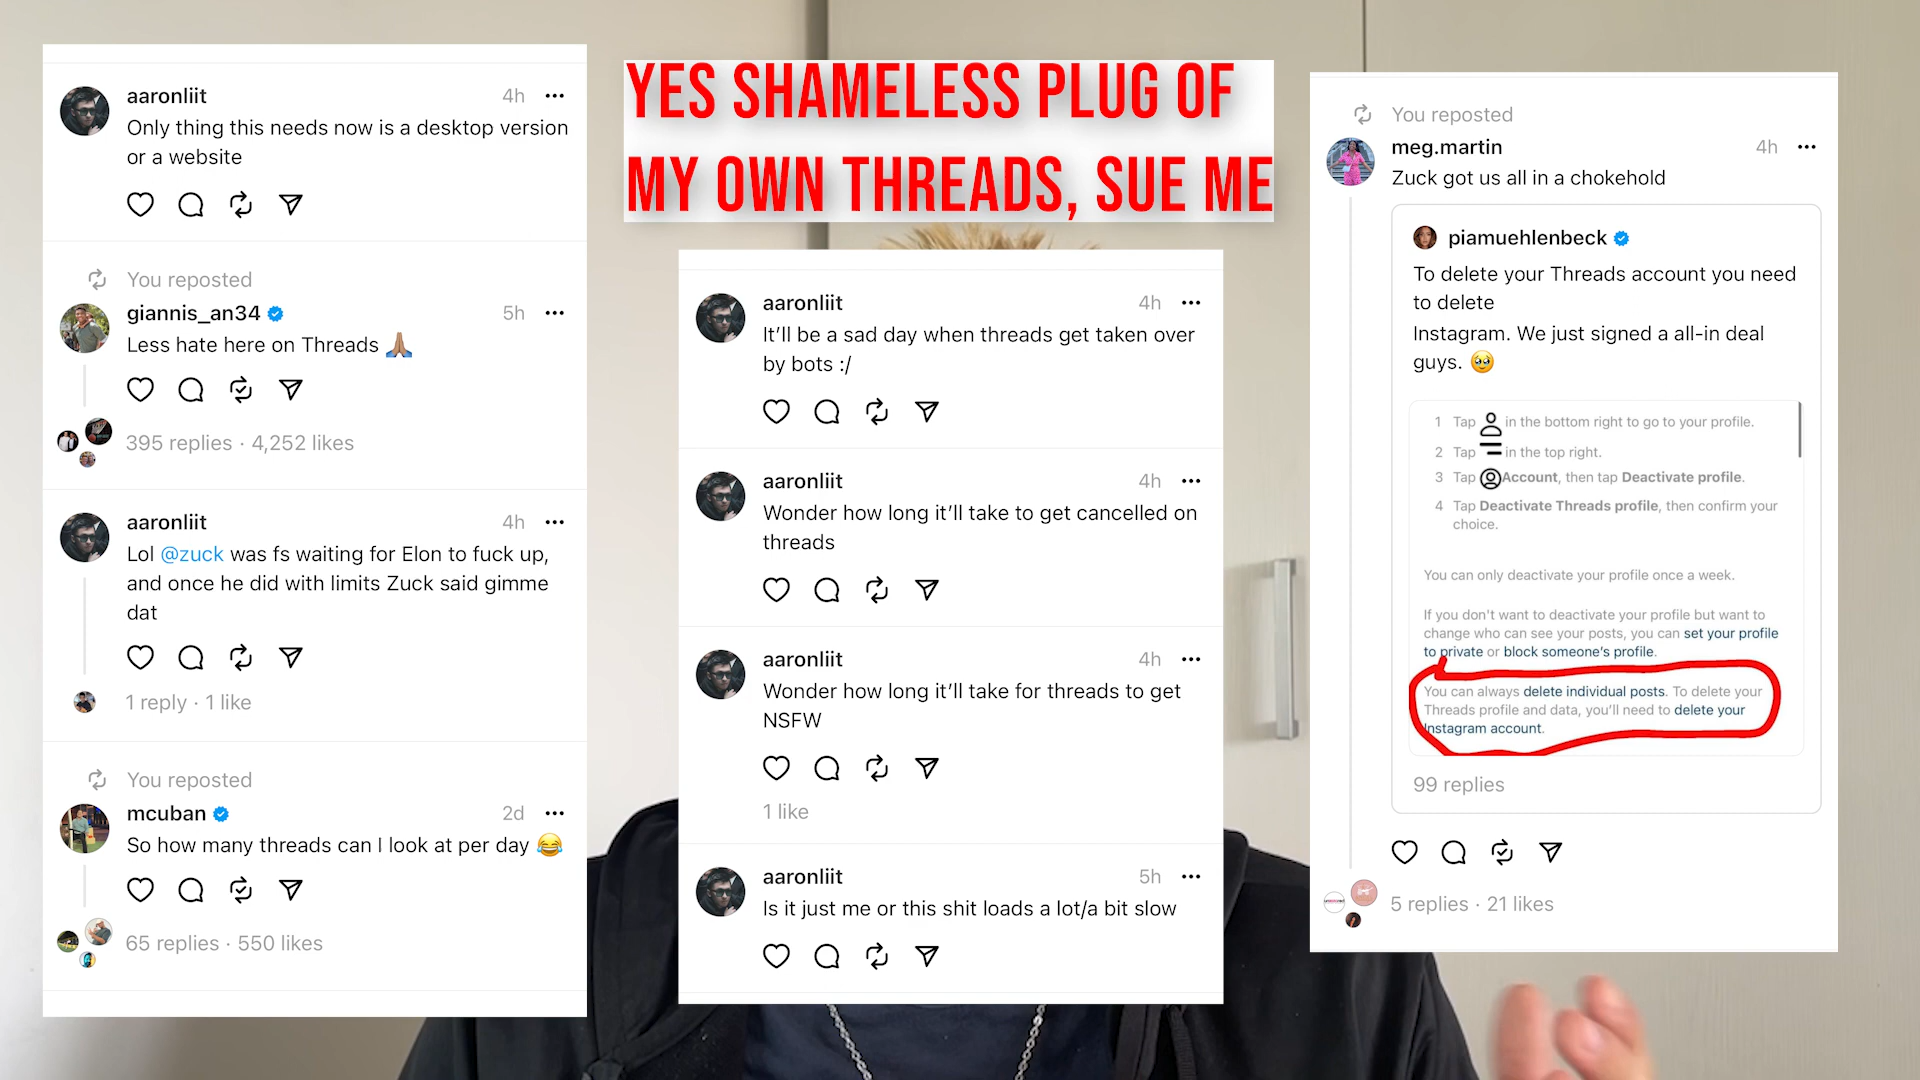 aaronliit 4h
Only thing this needs now is a desktop version
or a website
You reposted
giannis_an34 5h
Less hate here on Threads 🙏🏽
395 replies · 4,252 likes
aaronliit 4h
Lol @zuck was fs waiting for Elon to fuck up,
and once he did with limits Zuck said gimme
dat
1 reply · 1 like
You reposted
mcuban 2d
So how many threads can I look at per day 😂
65 replies · 550 likes
YES SHAMELESS PLUG OF
MY OWN THREADS, SUE ME
aaronliit 4h
It’ll be a sad day when threads get taken over
by bots :/
aaronliit 4h
Wonder how long it’ll take to get cancelled on
threads
aaronliit 4h
Wonder how long it’ll take for threads to get
NSFW
1 like
aaronliit 5h
Is it just me or this shit loads a lot/a bit slow
You reposted
meg.martin 4h
Zuck got us all in a chokehold
piamuehlenbeck
To delete your Threads account you need
to delete
Instagram. We just signed a all-in deal
guys. 🥹
1 Tap in the bottom right to go to your profile.
2 Tap in the top right.
3 Tap Account, then tap Deactivate profile.
4 Tap Deactivate Threads profile, then confirm your
choice.
You can only deactivate your profile once a week.
If you don't want to deactivate your profile but want to
change who can see your posts, you can set your profile
to private or block someone's profile.
You can always delete individual posts. To delete your
Threads profile and data, you'll need to delete your
Instagram account.
99 replies
5 replies · 21 likes